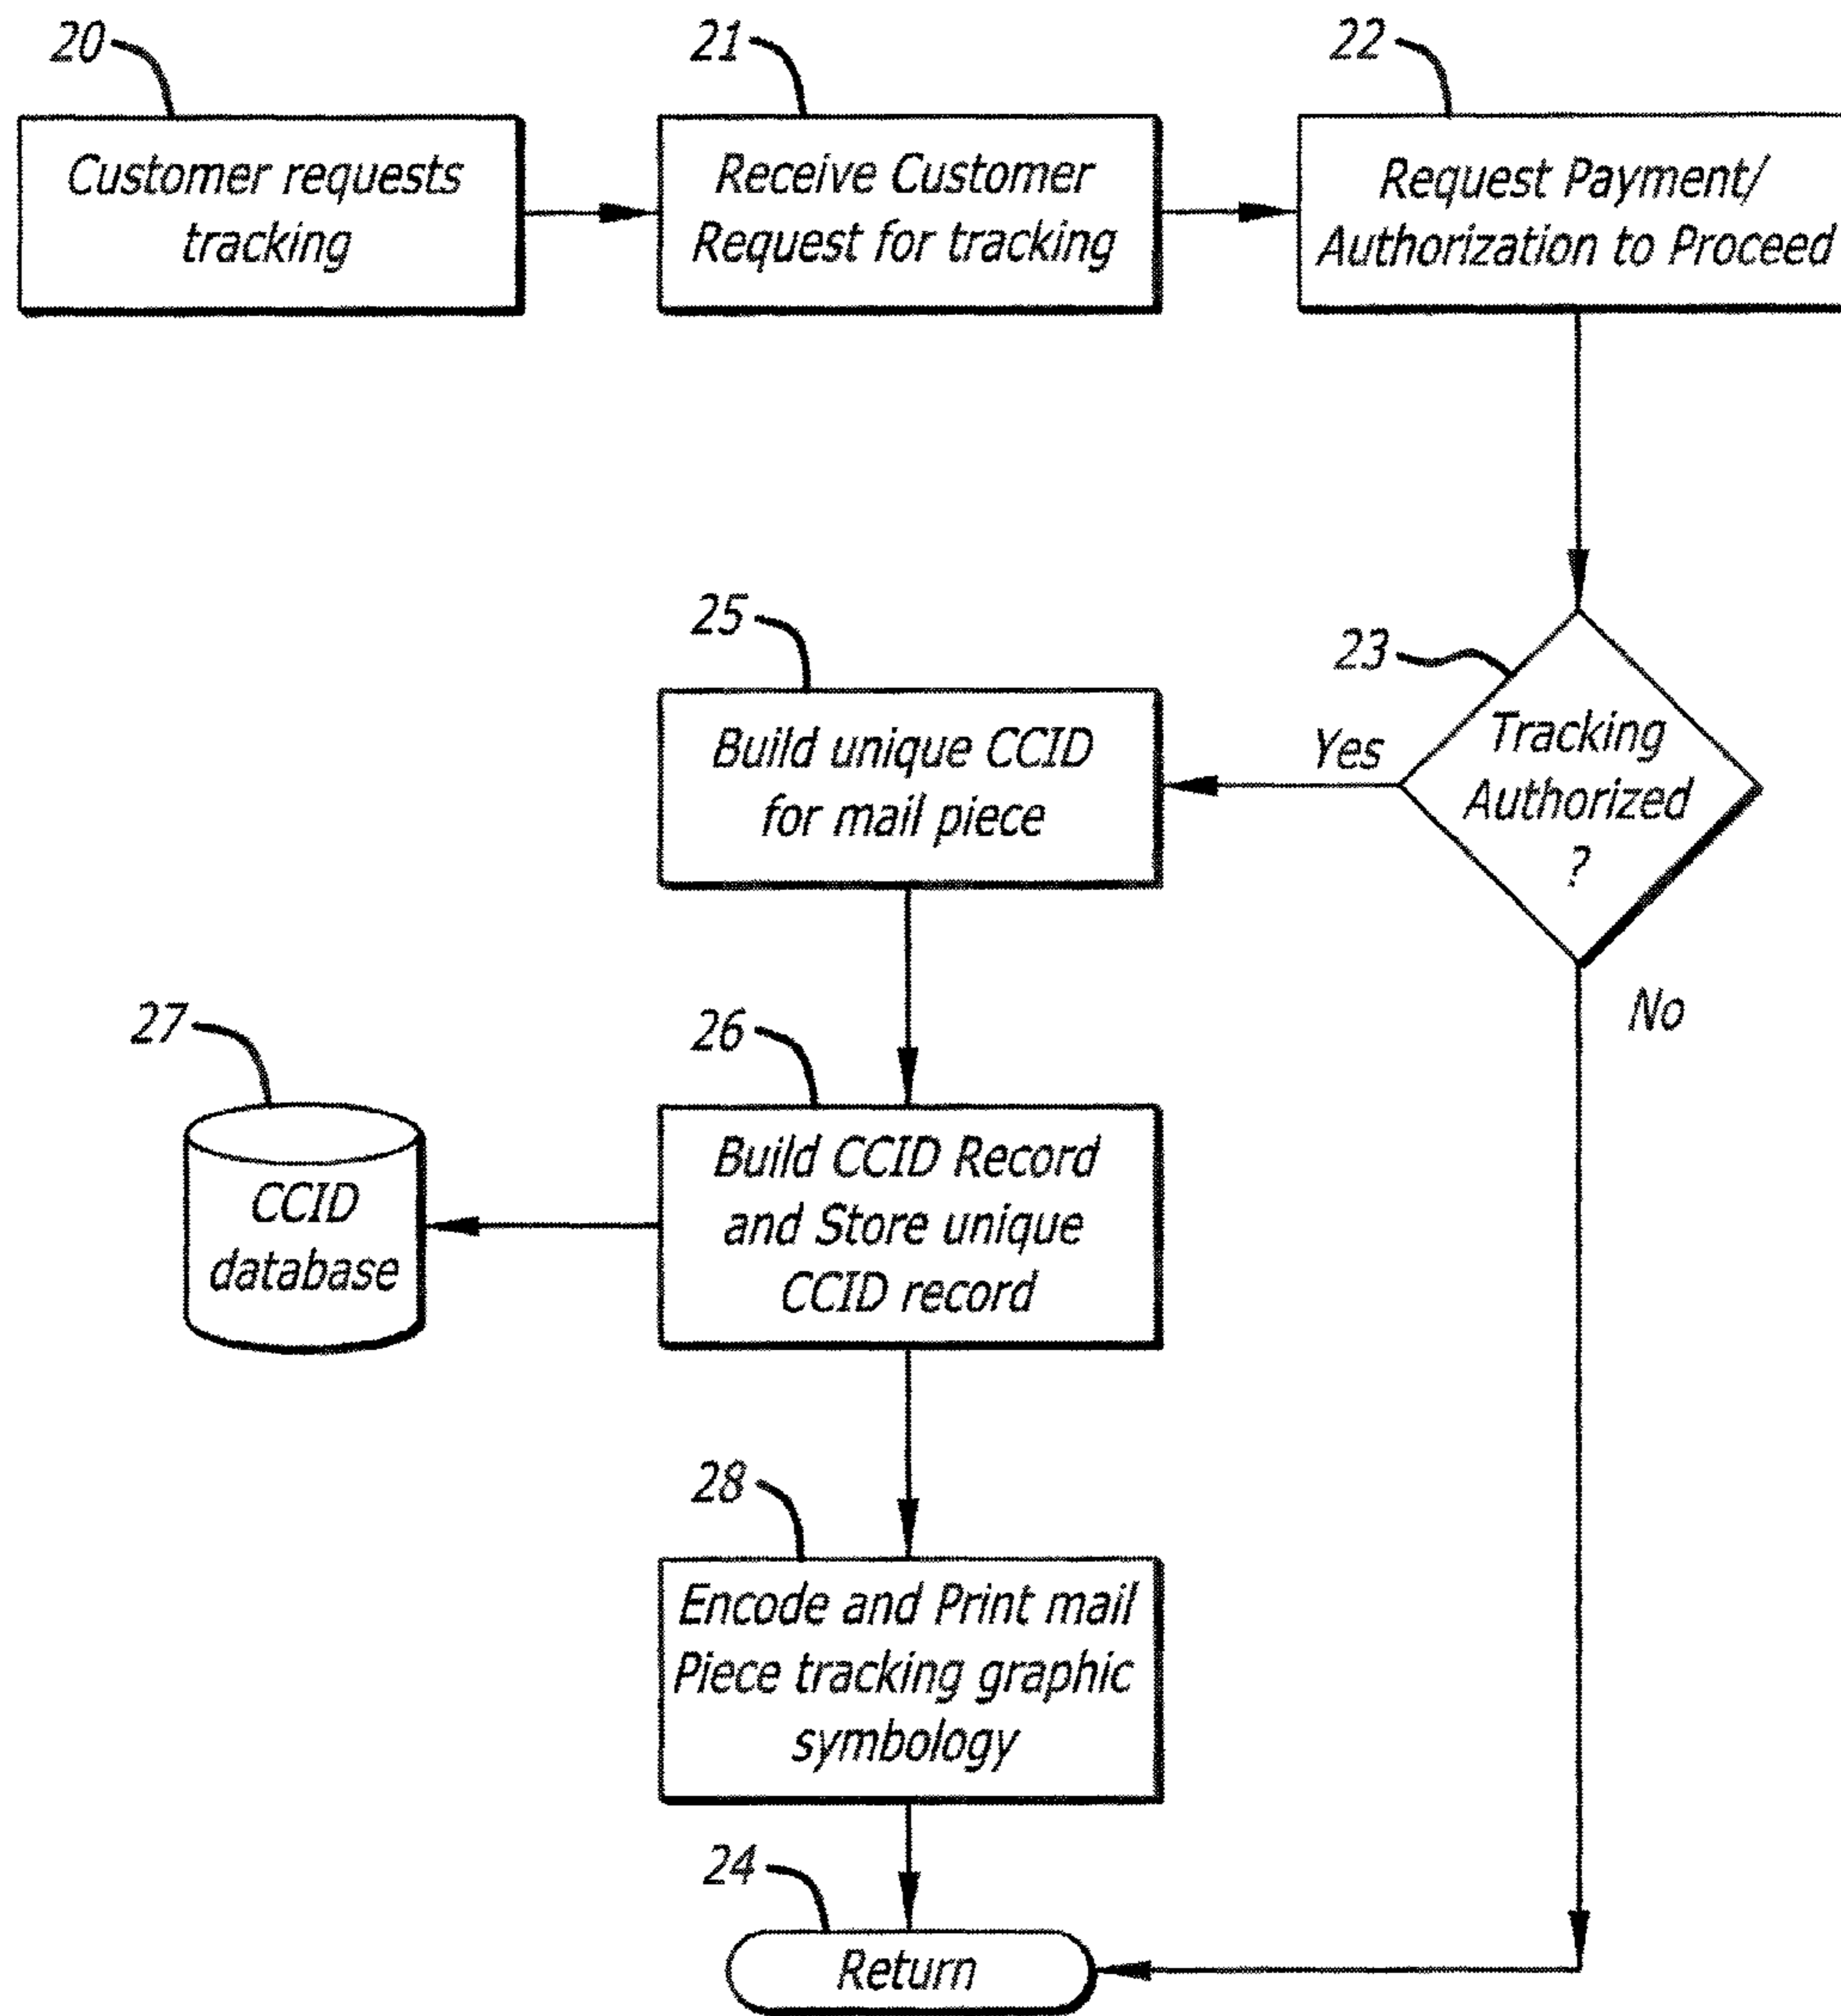 20
Customer requests
tracking
21
Receive Customer
Request for tracking
22
Request Payment/
Authorization to Proceed
23
Tracking
Authorized
?
Yes
No
25
Build unique CCID
for mail piece
26
Build CCID Record
and Store unique
CCID record
27
CCID
database
28
Encode and Print mail
Piece tracking graphic
symbology
24
Return